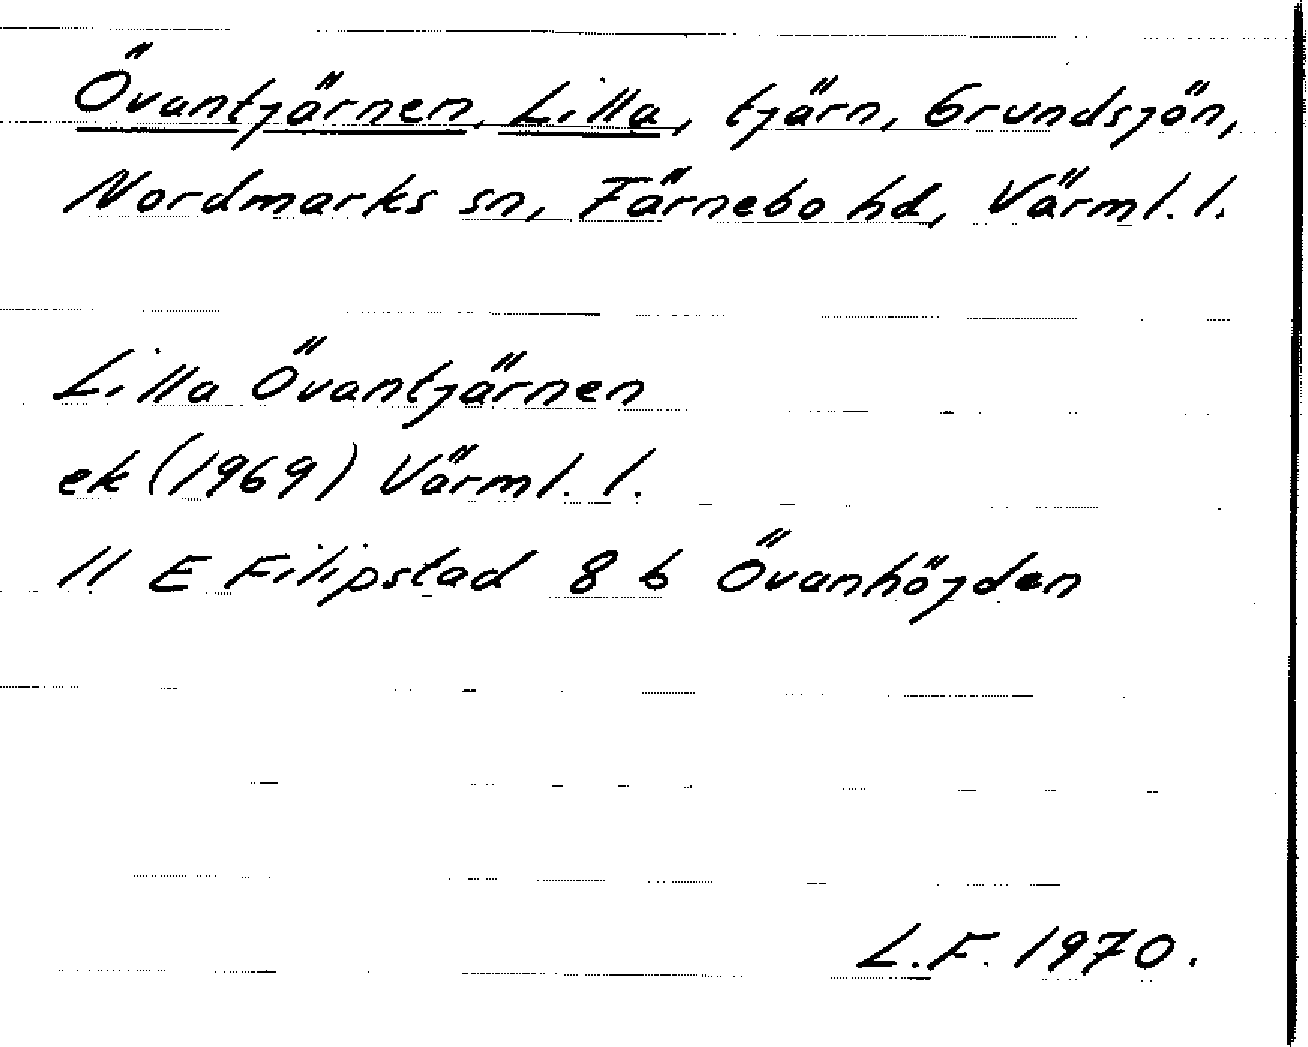 Övantjärnen, Lilla, tjärn, Grundsjön,
Nordmarks sn, Färnebo hd, Värml. l.
Lilla Övantjärnen
ek (1969) Värml. l.
11 E Filipstad 8 b Övanhöjden
L.F. 1970.